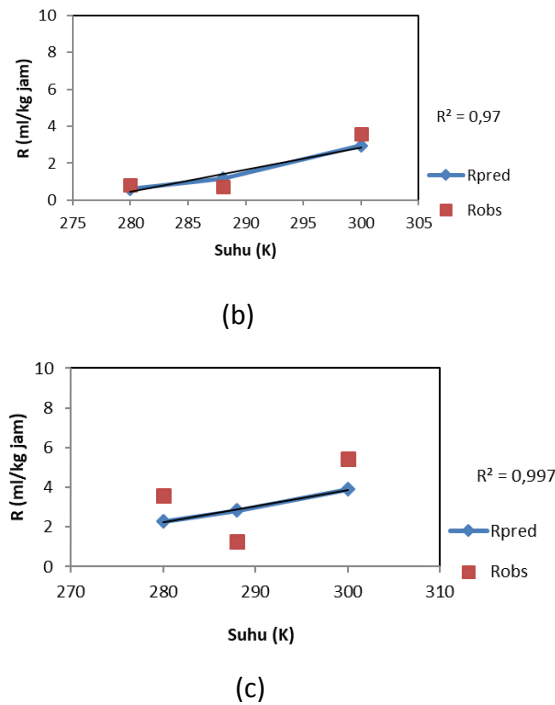 10
8
6
4
2
0
R (ml/kg jam)
275 280 285 290 295 300 305
Suhu (K)
R² = 0,97
Rpred
Robs
(b)
10
8
6
4
2
0
R (ml/kg jam)
270 280 290 300 310
Suhu (K)
R² = 0,997
Rpred
Robs
(c)